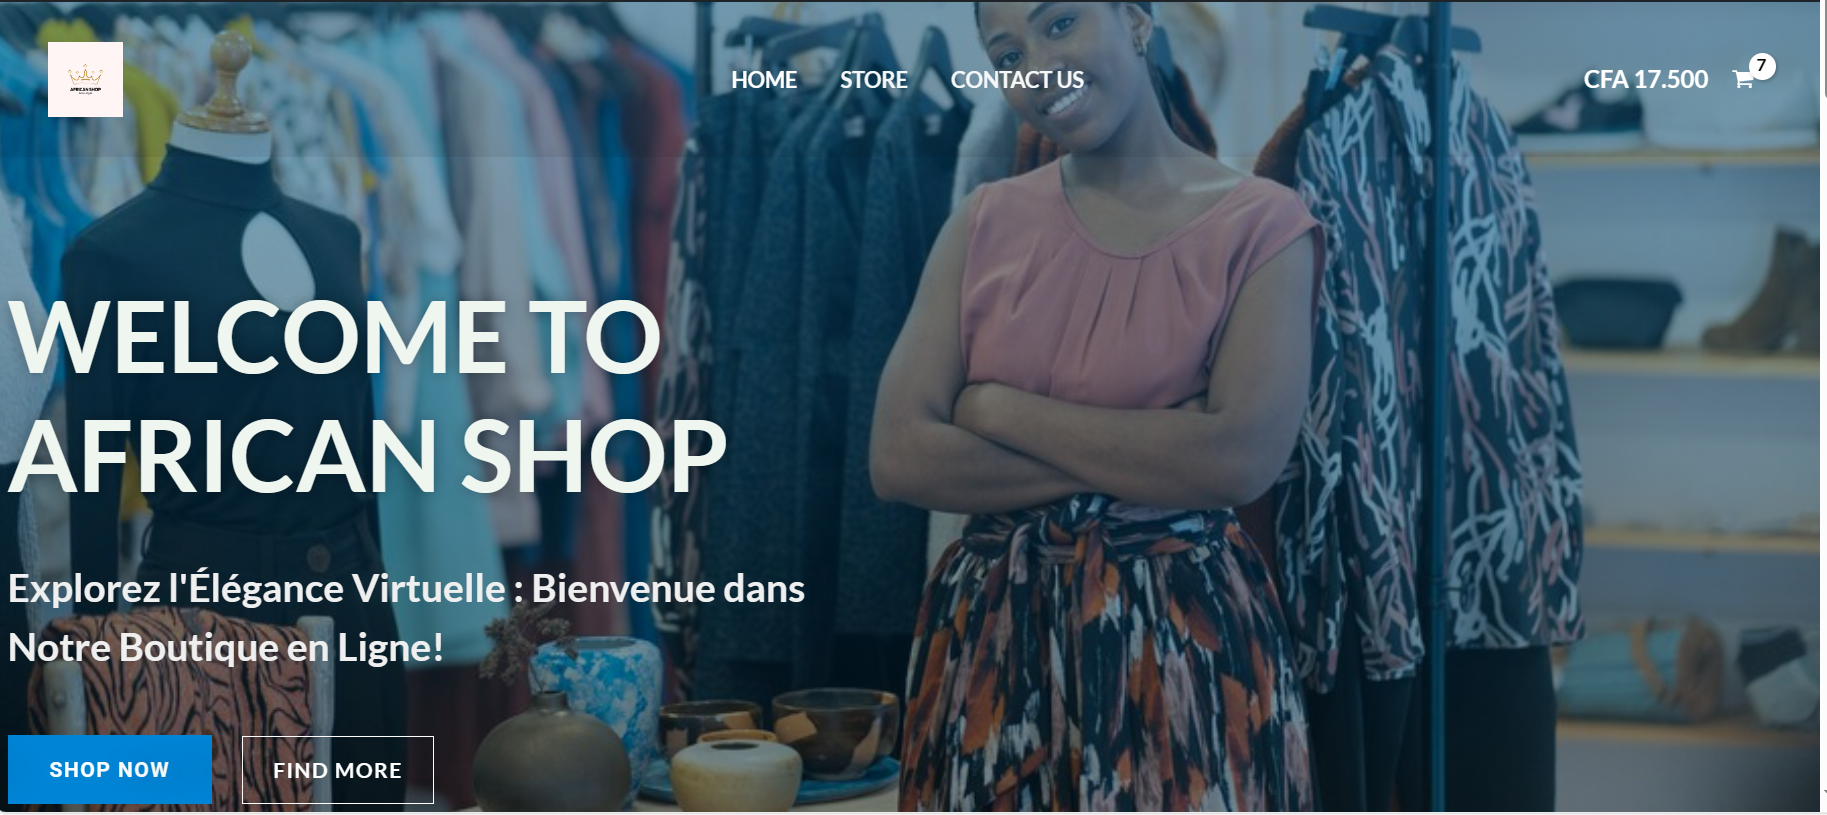 AFRICAN SHOP
HOME STORE CONTACT US
CFA 17.500 7
WELCOME TO
AFRICAN SHOP
Explorez l'Élégance Virtuelle : Bienvenue dans
Notre Boutique en Ligne!
SHOP NOW FIND MORE